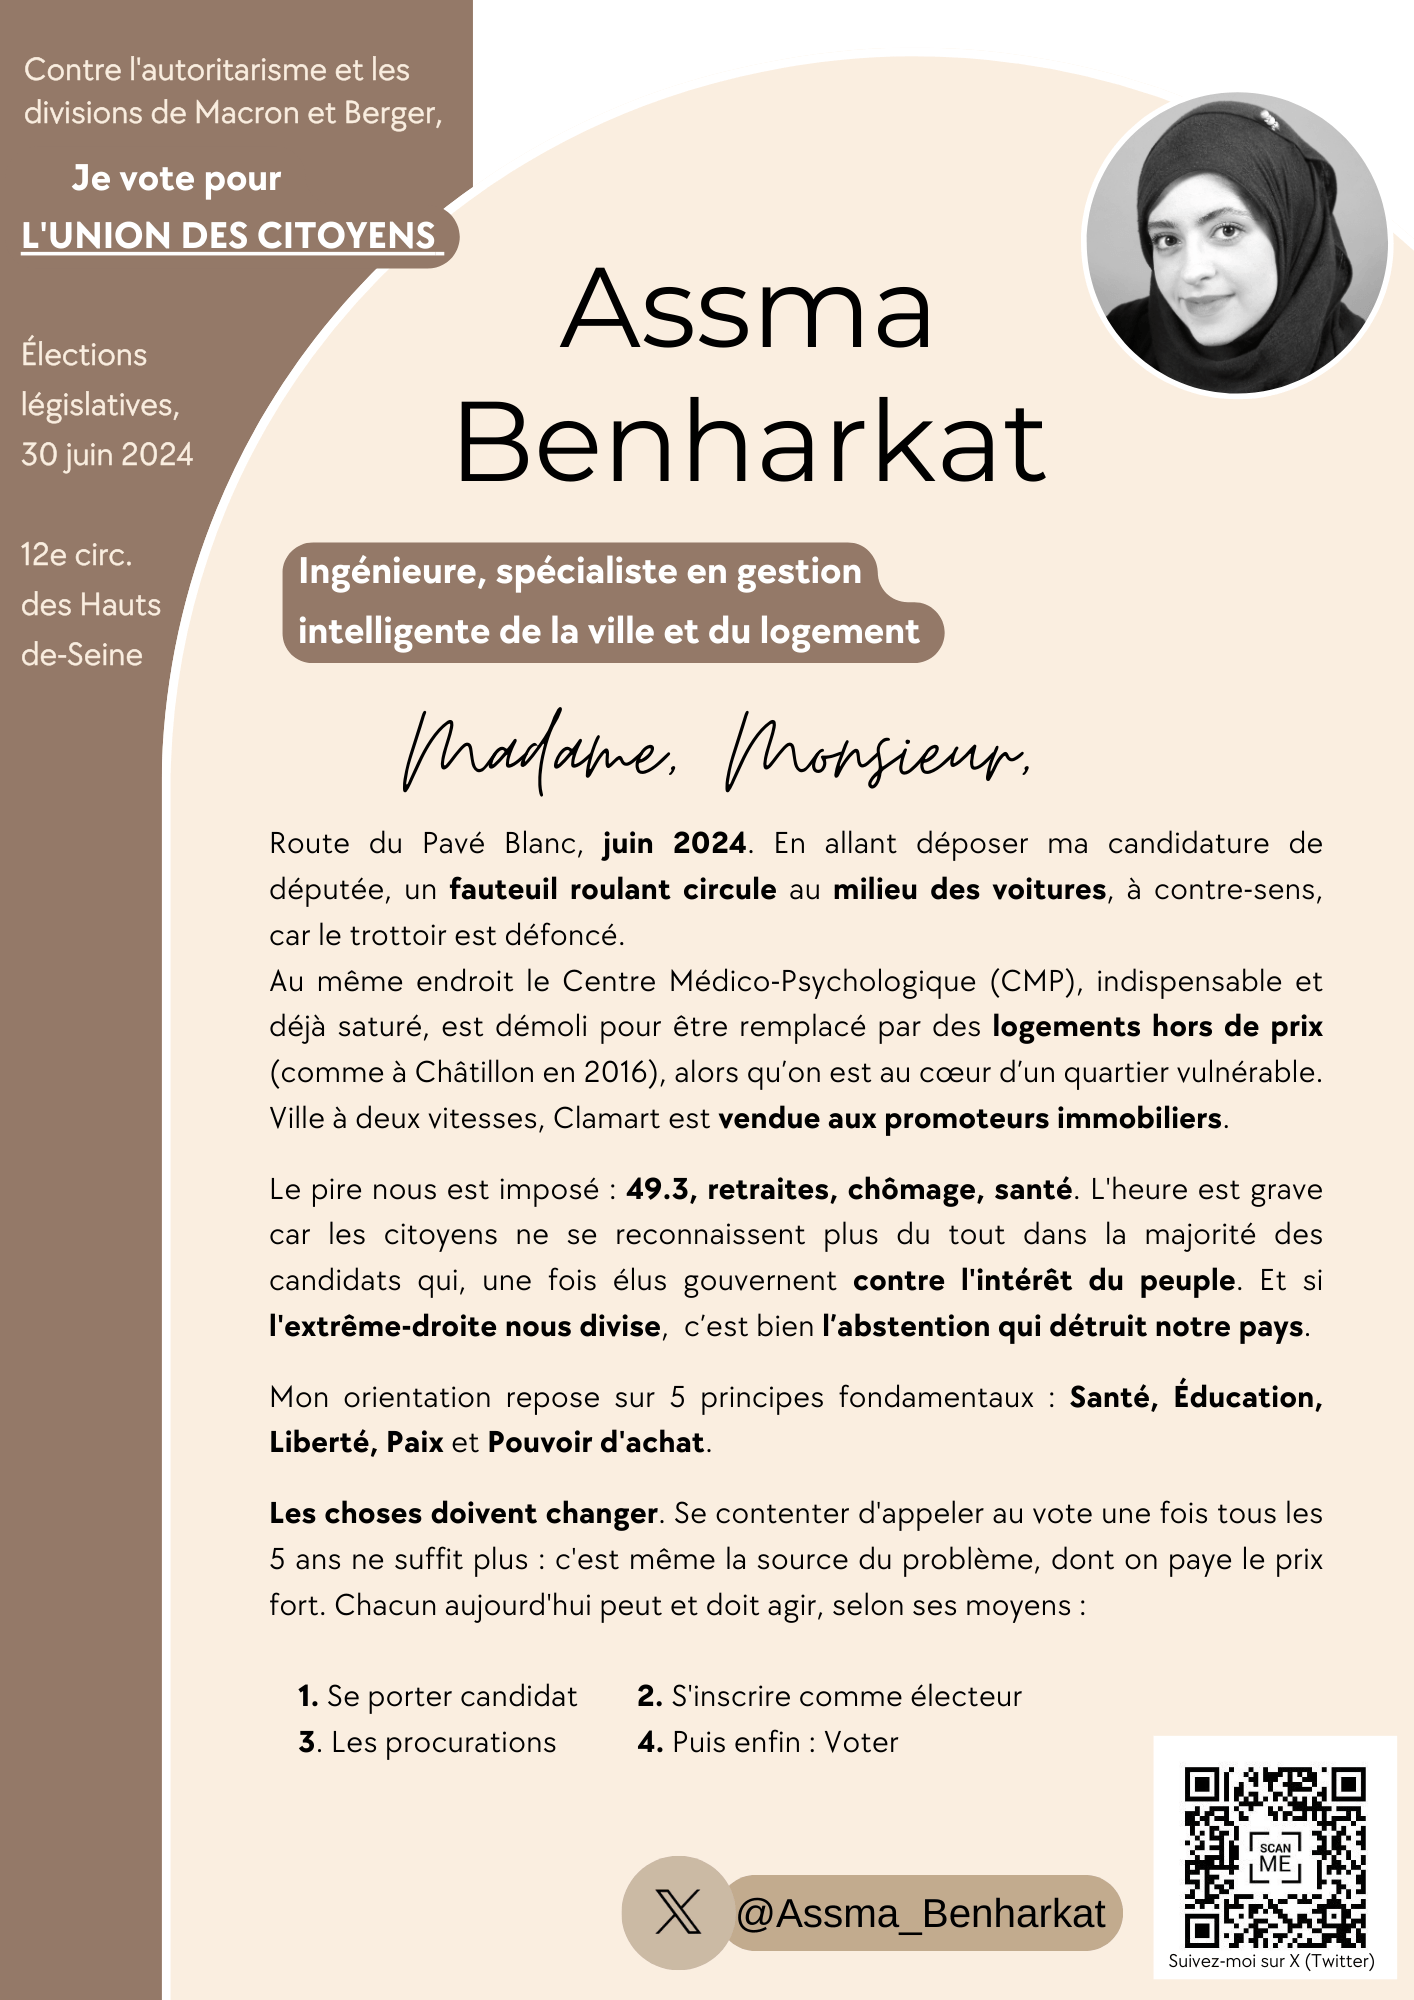 Contre l'autoritarisme et les
divisions de Macron et Berger,
Je vote pour
L'UNION DES CITOYENS
Élections
législatives,
30 juin 2024
12e circ.
des Hauts
de-Seine
Assma
Benharkat
Ingénieure, spécialiste en gestion
intelligente de la ville et du logement
Madame, Monsieur,
Route du Pavé Blanc, juin 2024. En allant déposer ma candidature de
députée, un fauteuil roulant circule au milieu des voitures, à contre-sens,
car le trottoir est défoncé.
Au même endroit le Centre Médico-Psychologique (CMP), indispensable et
déjà saturé, est démoli pour être remplacé par des logements hors de prix
(comme à Châtillon en 2016), alors qu’on est au cœur d’un quartier vulnérable.
Ville à deux vitesses, Clamart est vendue aux promoteurs immobiliers.
Le pire nous est imposé : 49.3, retraites, chômage, santé. L'heure est grave
car les citoyens ne se reconnaissent plus du tout dans la majorité des
candidats qui, une fois élus gouvernent contre l'intérêt du peuple. Et si
l'extrême-droite nous divise, c’est bien l’abstention qui détruit notre pays.
Mon orientation repose sur 5 principes fondamentaux : Santé, Éducation,
Liberté, Paix et Pouvoir d'achat.
Les choses doivent changer. Se contenter d'appeler au vote une fois tous les
5 ans ne suffit plus : c'est même la source du problème, dont on paye le prix
fort. Chacun aujourd'hui peut et doit agir, selon ses moyens :
1. Se porter candidat 2. S'inscrire comme électeur
3. Les procurations 4. Puis enfin : Voter
SCAN
ME
X @Assma_Benharkat
Suivez-moi sur X (Twitter)